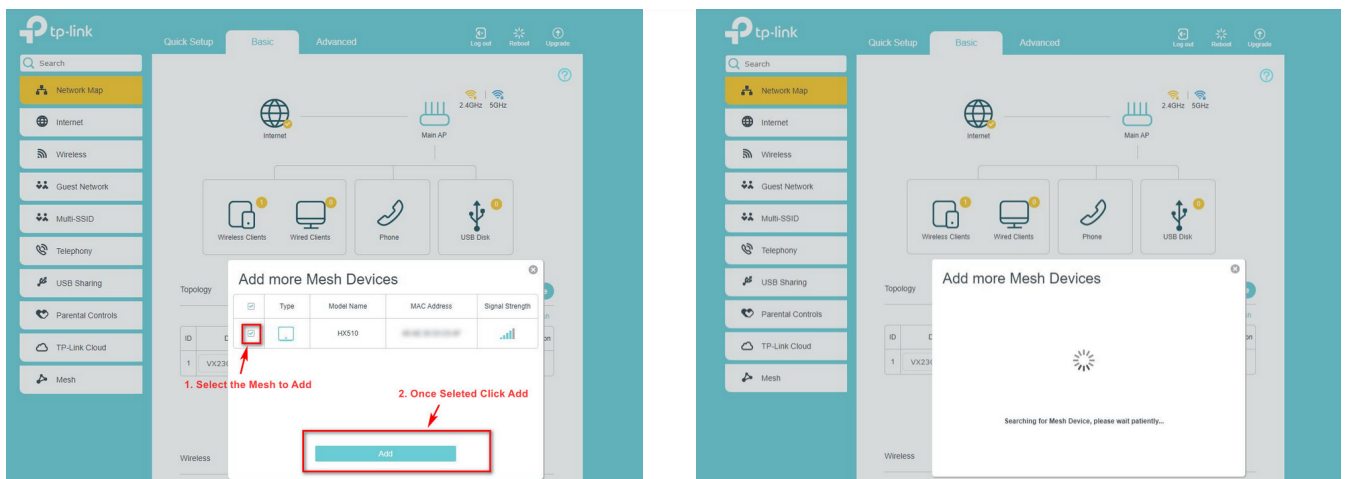 tp-link
Quick Setup
Basic
Advanced
Log out
Reboot
Upgrade
Search
Network Map
Internet
Wireless
Guest Network
Multi-SSID
Telephony
USB Sharing
Parental Controls
TP-Link Cloud
Mesh
2.4GHz 5GHz
Internet
Main AP
1
0
0
Wireless Clients
Wired Clients
Phone
USB Disk
Topology
ID
1
Wireless
Add more Mesh Devices
Type Model Name MAC Address Signal Strength
HX510
1. Select the Mesh to Add
2. Once Seleted Click Add
Add
tp-link
Quick Setup
Basic
Advanced
Log out
Reboot
Upgrade
Search
Network Map
Internet
Wireless
Guest Network
Multi-SSID
Telephony
USB Sharing
Parental Controls
TP-Link Cloud
Mesh
2.4GHz 5GHz
Internet
Main AP
1
0
0
Wireless Clients
Wired Clients
Phone
USB Disk
Topology
ID
1
Wireless
Add more Mesh Devices
Searching for Mesh Device, please wait patiently...